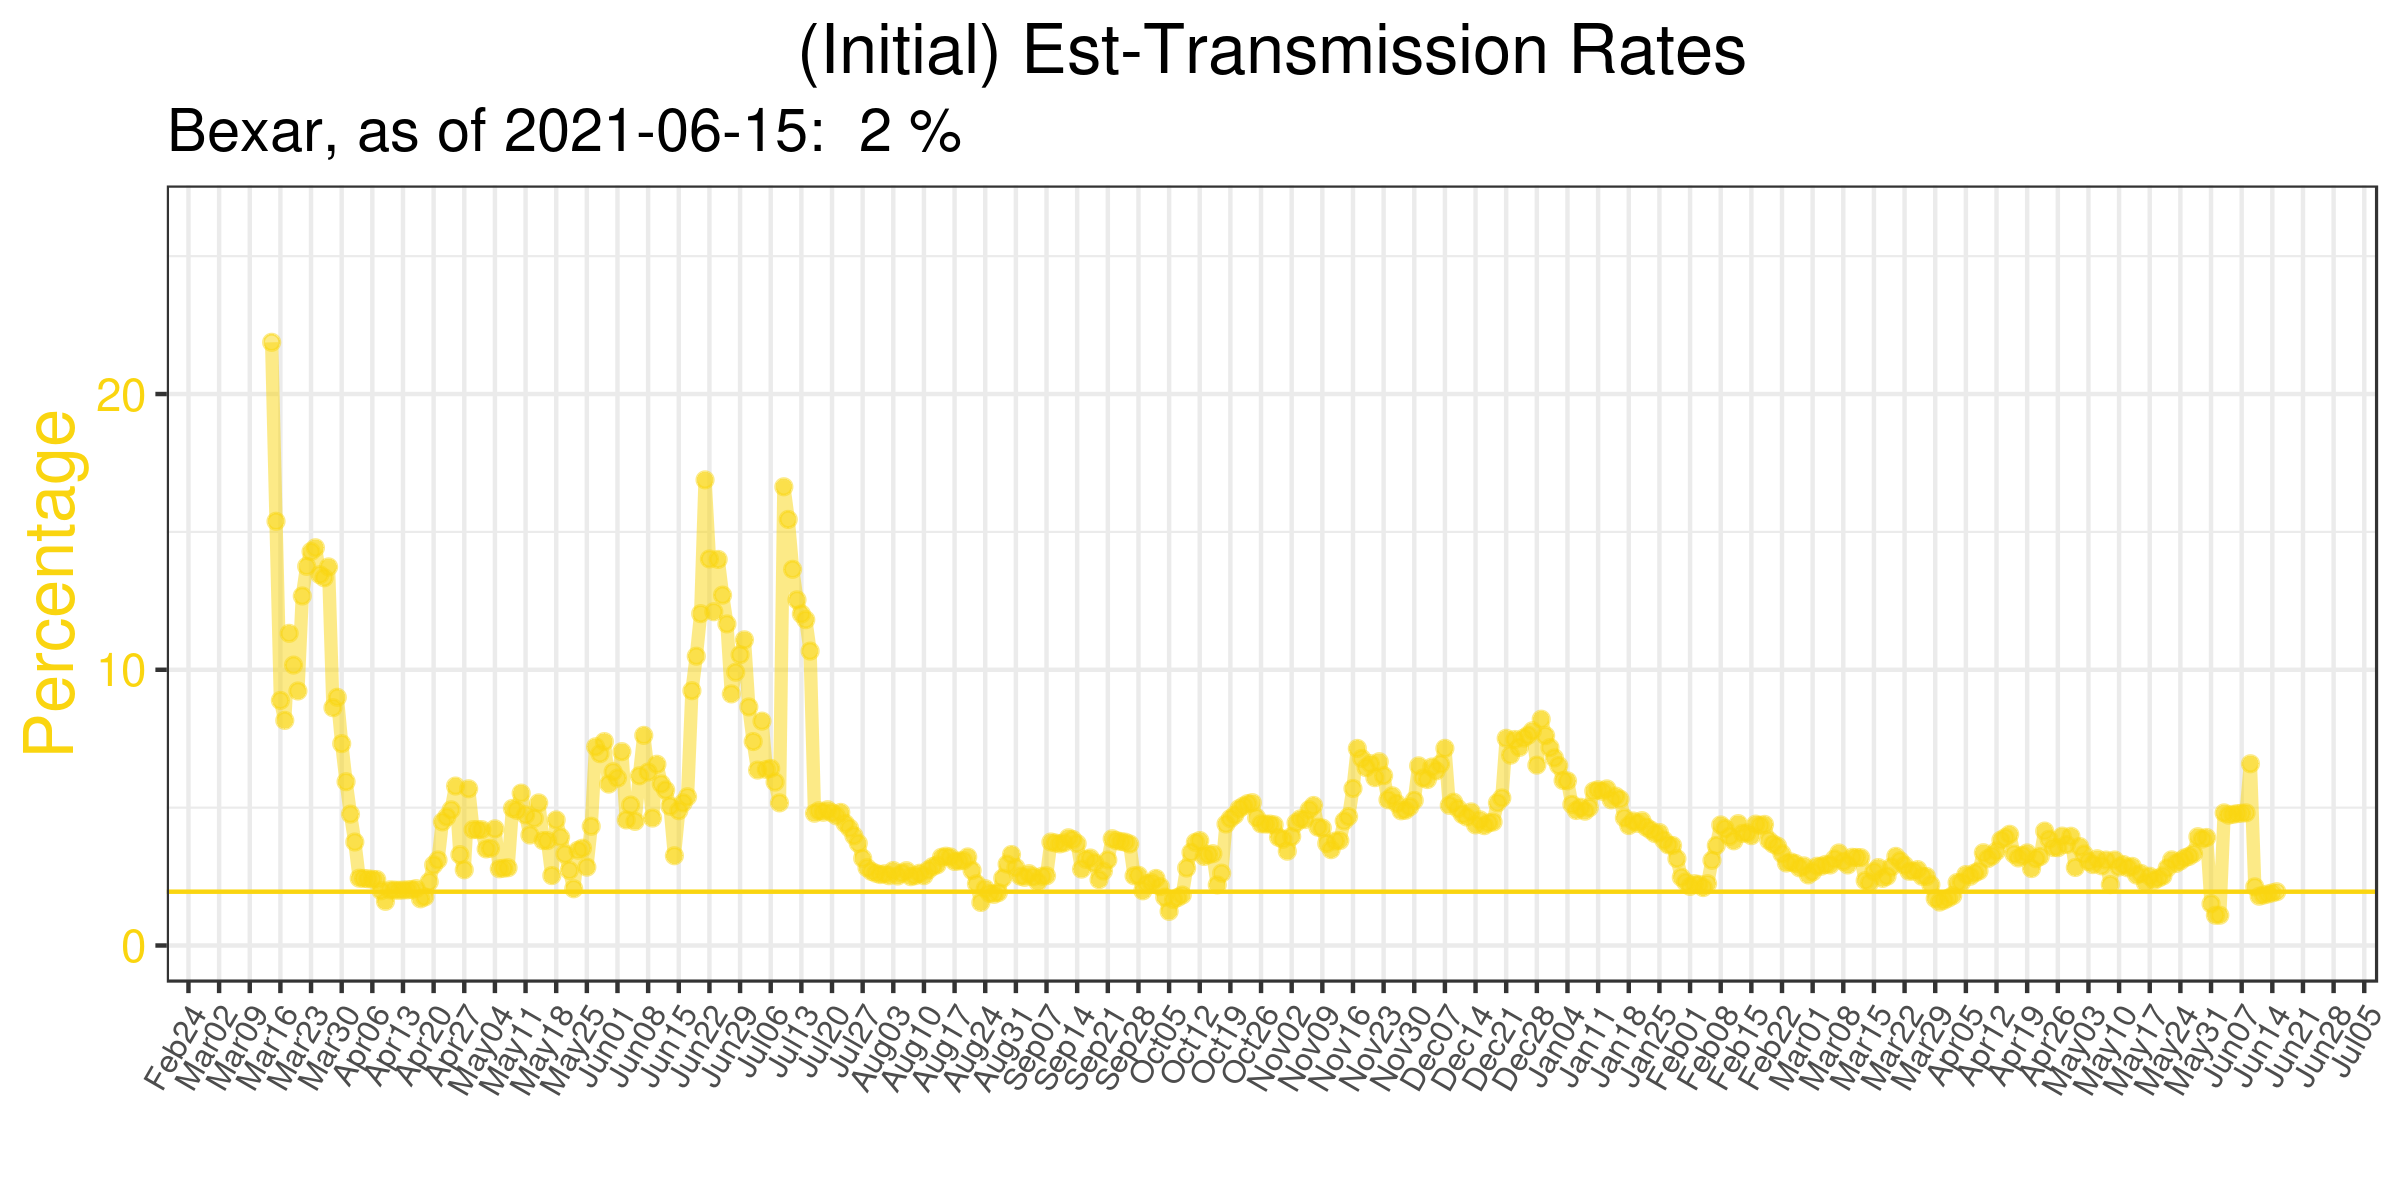 (Initial) Est-Transmission Rates
Bexar, as of 2021-06-15:  2 %
Percentage
20
10
0
Feb24
Mar02
Mar09
Mar16
Mar23
Mar30
Apr06
Apr13
Apr20
Apr27
May04
May11
May18
May25
Jun01
Jun08
Jun15
Jun22
Jun29
Jul06
Jul13
Jul20
Jul27
Aug03
Aug10
Aug17
Aug24
Aug31
Sep07
Sep14
Sep21
Sep28
Oct05
Oct12
Oct19
Oct26
Nov02
Nov09
Nov16
Nov23
Nov30
Dec07
Dec14
Dec21
Dec28
Jan04
Jan11
Jan18
Jan25
Feb01
Feb08
Feb15
Feb22
Mar01
Mar08
Mar15
Mar22
Mar29
Apr05
Apr12
Apr19
Apr26
May03
May10
May17
May24
May31
Jun07
Jun14
Jun21
Jun28
Jul05